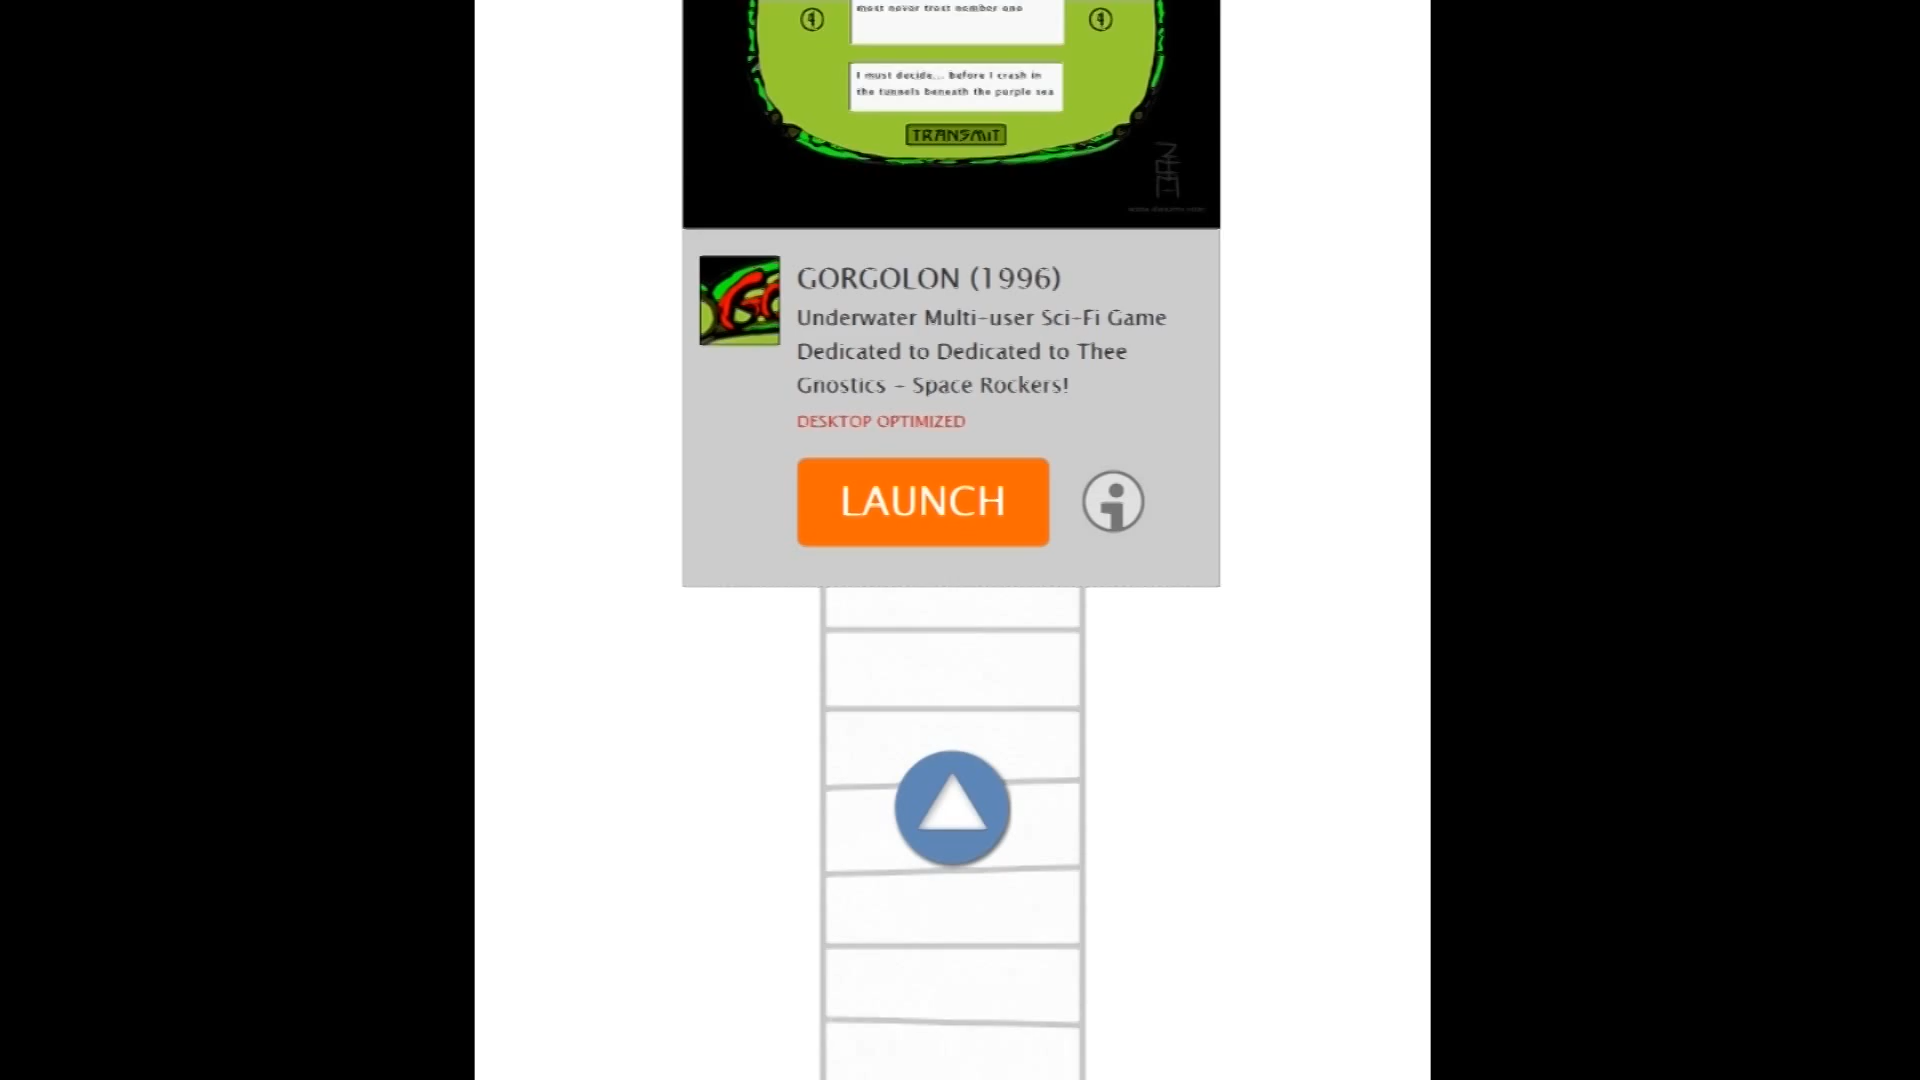 must never trust number one
I must decide... before I crash in
the tunnels beneath the purple sea
TRANSMIT
GORGOLON (1996)
Underwater Multi-user Sci-Fi Game
Dedicated to Dedicated to Thee
Gnostics - Space Rockers!
DESKTOP OPTIMIZED
LAUNCH